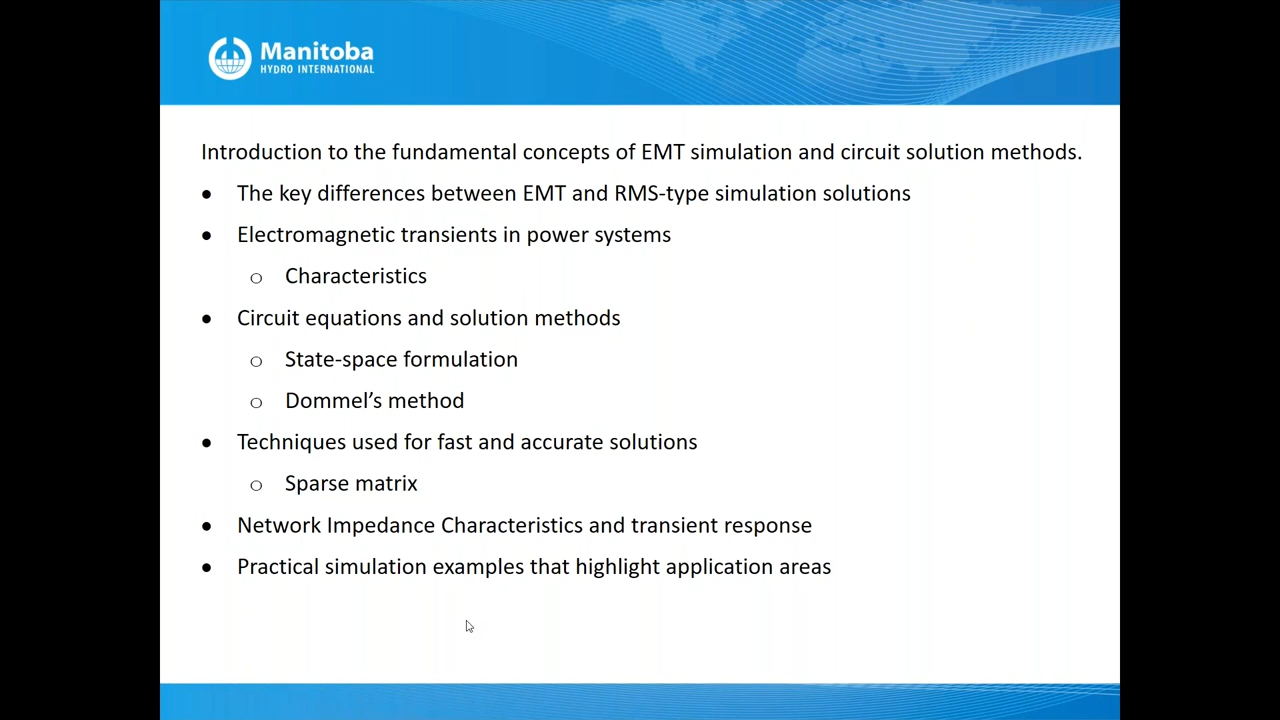 Manitoba
HYDRO INTERNATIONAL
Introduction to the fundamental concepts of EMT simulation and circuit solution methods.
• The key differences between EMT and RMS-type simulation solutions
• Electromagnetic transients in power systems
o Characteristics
• Circuit equations and solution methods
o State-space formulation
o Dommel’s method
• Techniques used for fast and accurate solutions
o Sparse matrix
• Network Impedance Characteristics and transient response
• Practical simulation examples that highlight application areas